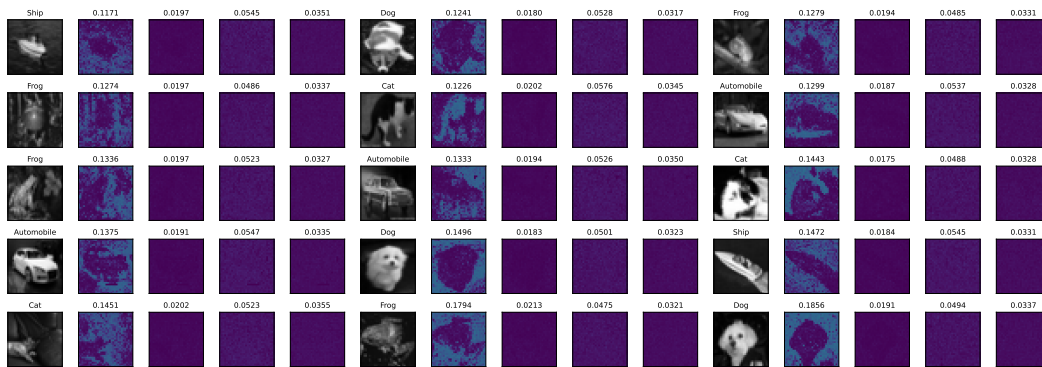 Ship 0.1171 0.0197 0.0545 0.0351 Dog 0.1241 0.0180 0.0528 0.0317 Frog 0.1279 0.0194 0.0485 0.0331
Frog 0.1274 0.0197 0.0486 0.0337 Cat 0.1226 0.0202 0.0576 0.0345 Automobile 0.1299 0.0187 0.0537 0.0328
Frog 0.1336 0.0197 0.0523 0.0327 Automobile 0.1333 0.0194 0.0526 0.0350 Cat 0.1443 0.0175 0.0488 0.0328
Automobile 0.1375 0.0191 0.0547 0.0335 Dog 0.1496 0.0183 0.0501 0.0323 Ship 0.1472 0.0184 0.0545 0.0331
Cat 0.1451 0.0202 0.0523 0.0355 Frog 0.1794 0.0213 0.0475 0.0321 Dog 0.1856 0.0191 0.0494 0.0337